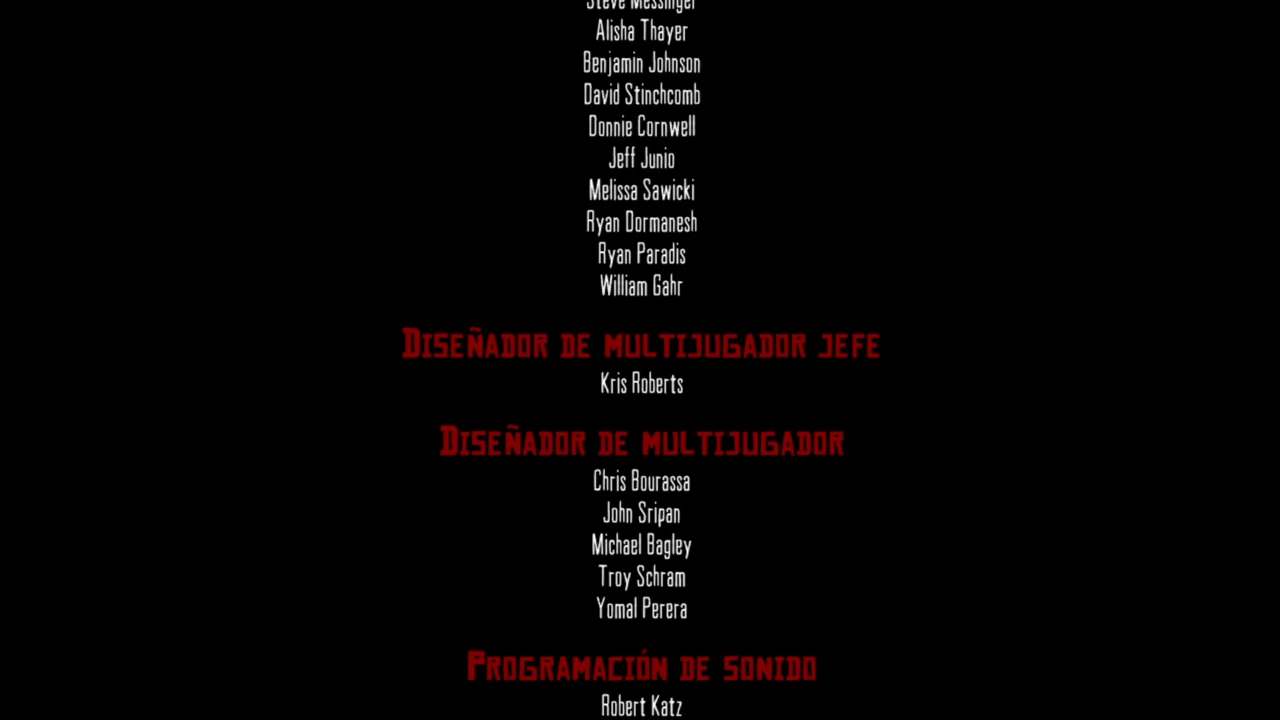 Steve Messinger
Alisha Thayer
Benjamin Johnson
David Stinchcomb
Donnie Cornwell
Jeff Junio
Melissa Sawicki
Ryan Dormanesh
Ryan Paradis
William Gahr
Diseñador de multijugador jefe
Kris Roberts
Diseñador de multijugador
Chris Bourassa
John Sripan
Michael Bagley
Troy Schram
Yomal Perera
Programación de sonido
Robert Katz